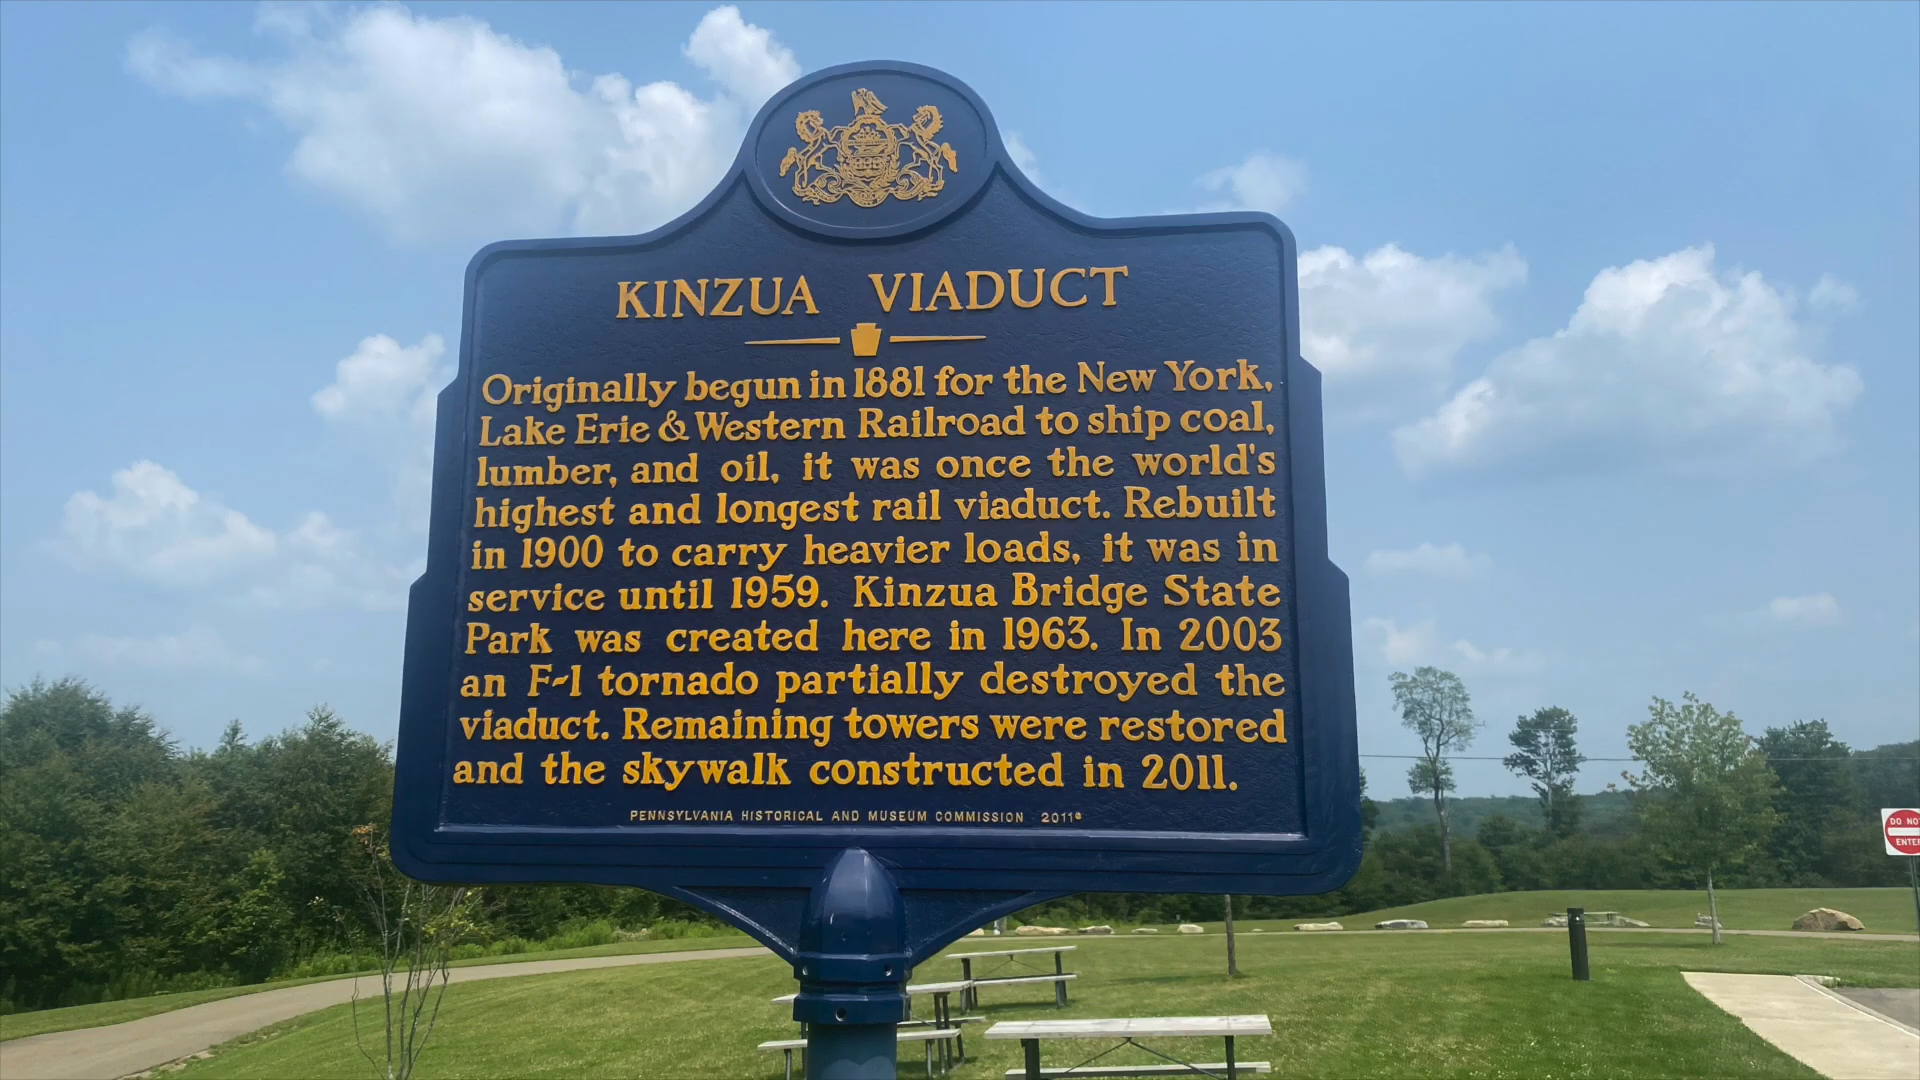 KINZUA VIADUCT
Originally begun in 1881 for the New York,
Lake Erie & Western Railroad to ship coal,
lumber, and oil, it was once the world's
highest and longest rail viaduct. Rebuilt
in 1900 to carry heavier loads, it was in
service until 1959. Kinzua Bridge State
Park was created here in 1963. In 2003
an F-1 tornado partially destroyed the
viaduct. Remaining towers were restored
and the skywalk constructed in 2011.
PENNSYLVANIA HISTORICAL AND MUSEUM COMMISSION 2011
DO NO
ENTE